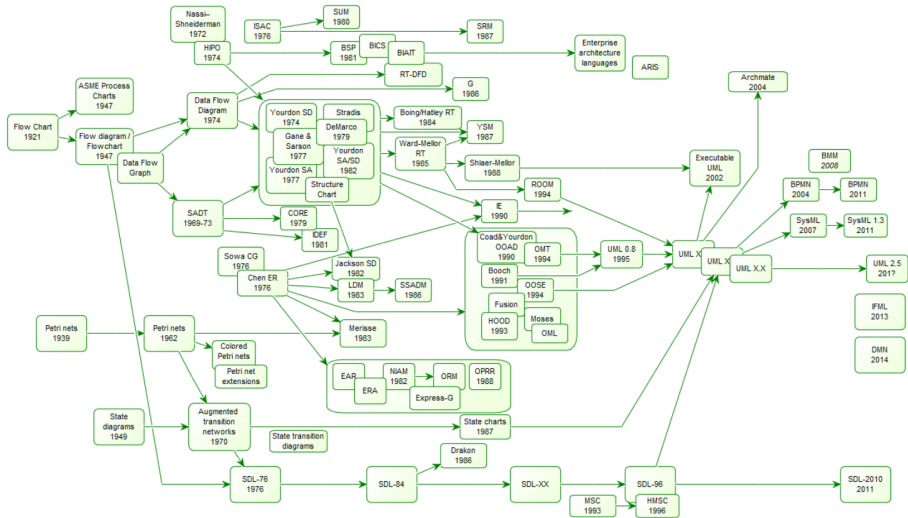 Nassi–
Shneiderman
1972
ISAC
1976
SUM
1980
SRM
1987
HIPO
1974
BSP
1981
BICS
BIAIT
Enterprise
architecture
languages
ARIS
RT-DFD
G
1986
Archmate
2004
ASME Process
Charts
1947
Flow Chart
1921
Flow diagram /
Flowchart
1947
Data Flow
Graph
Data Flow
Diagram
1974
Yourdon SD
1974
Stradis
DeMarco
1979
Gane &
Sarson
1977
Yourdon
SA/SD
1982
Yourdon SA
1977
Structure
Chart
Boing/Hatley RT
1984
YSM
1987
Ward-Mellor
RT
1985
Shlaer-Mellor
1988
ROOM
1994
Executable
UML
2002
BMM
2008
BPMN
2004
BPMN
2011
SysML
2007
SysML 1.3
2011
SADT
1969-73
CORE
1979
IDEF
1981
IE
1990
Sowa CG
1976
Chen ER
1976
Jackson SD
1982
LDM
1983
SSADM
1986
Coad&Yourdon
OOAD
1990
OMT
1994
Booch
1991
OOSE
1994
Fusion
HOOD
1993
Moses
OML
UML 0.8
1995
UML X
UML X
UML X.X
UML 2.5
201?
IFML
2013
DMN
2014
Petri nets
1939
Petri nets
1962
Colored
Petri nets
Petri net
extensions
Merisse
1983
EAR
ERA
NIAM
1982
ORM
Express-G
OPRR
1988
State
diagrams
1949
Augmented
transition
networks
1970
State transition
diagrams
State charts
1987
Drakon
1986
SDL-76
1976
SDL-84
SDL-XX
SDL-96
MSC
1993
HMSC
1996
SDL-2010
2011